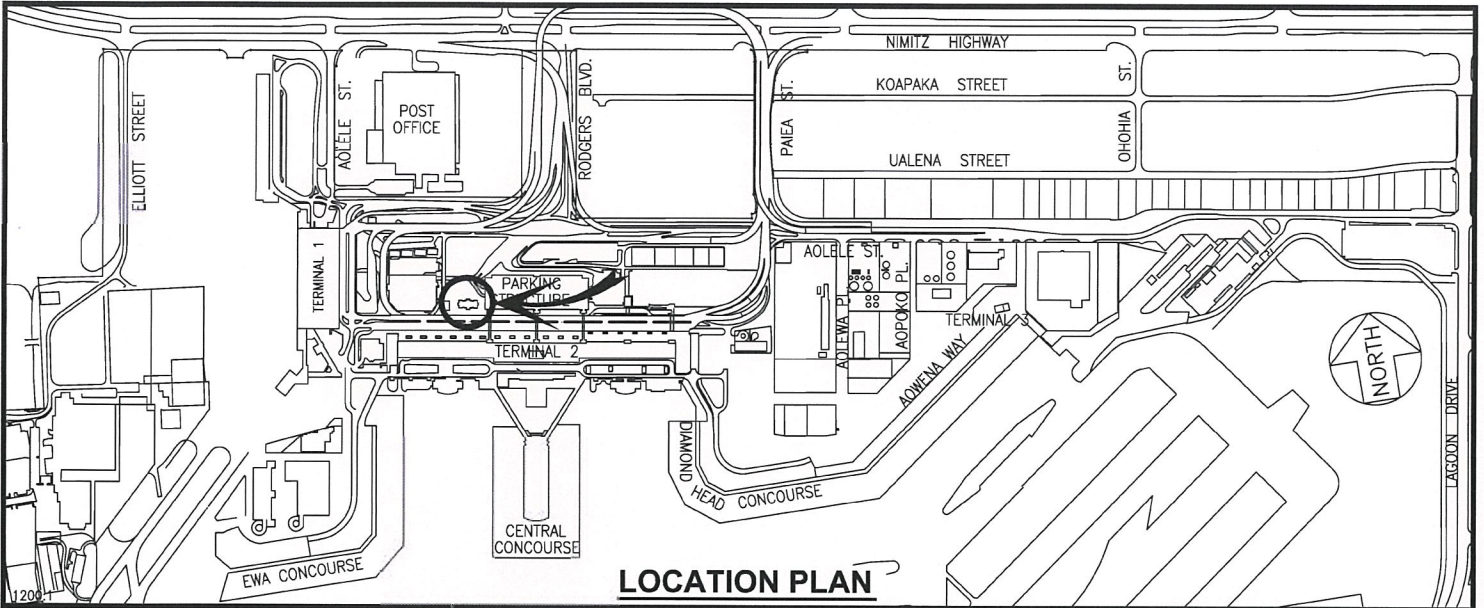 NIMITZ HIGHWAY
KOAPAKA STREET
UALENA STREET
ELLIOTT STREET
AOLELE ST.
POST
OFFICE
RODGERS BLVD.
PAIEA ST.
OHOHIA ST.
TERMINAL 1
PARKING
AOLELE ST.
TERMINAL 2
AOLEWA PL.
AOPOKO PL.
TERMINAL 3
AOWENA WAY
NORTH
LAGOON DRIVE
DIAMOND HEAD CONCOURSE
CENTRAL
CONCOURSE
EWA CONCOURSE
LOCATION PLAN